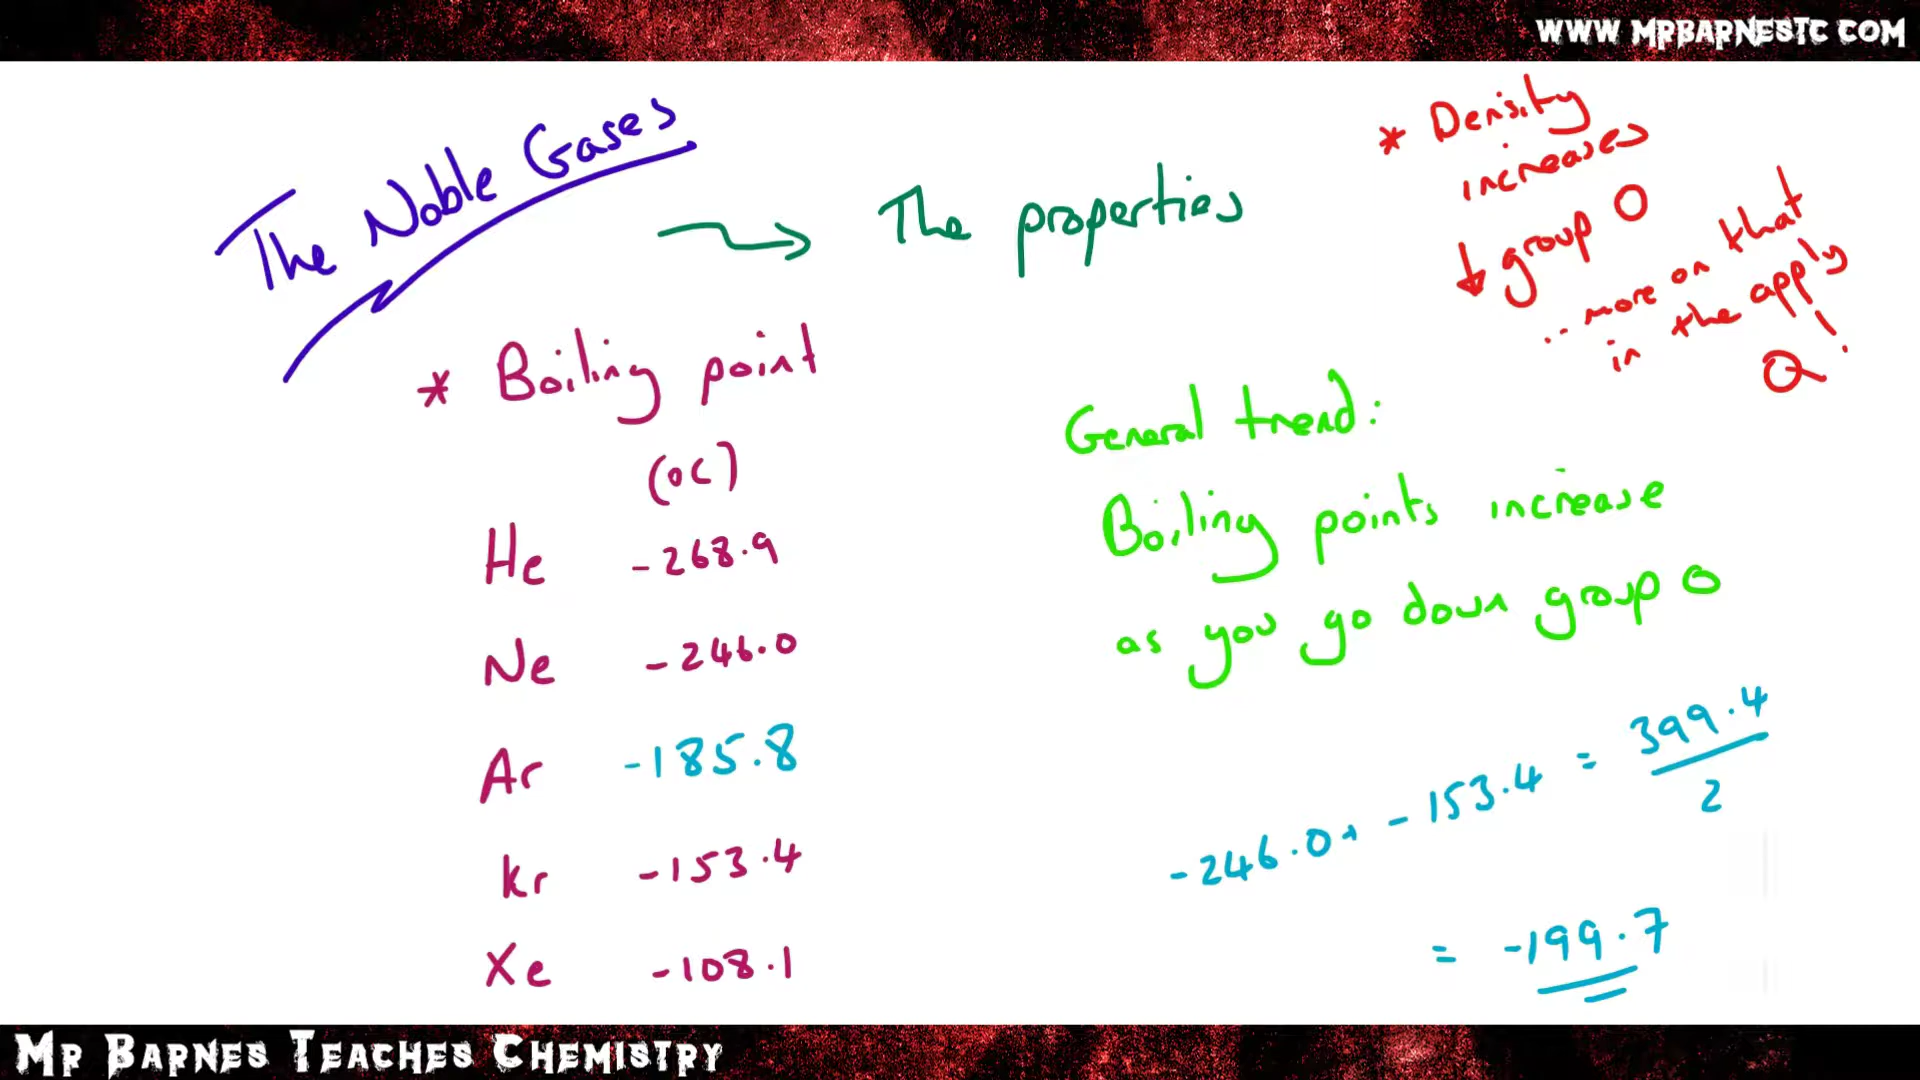 WWW MRBARNESTC COM
The Noble Gases
The properties
* Density
increases
↓ group 0
... more on that
in the apply
Q!
* Boiling point
(OC)
He -268.9
Ne -246.0
Ar -185.8
Kr -153.4
Xe -108.1
General trend:
Boiling points increase
as you go down group 0
-246.0 + -153.4 = 399.4
2
= -199.7
MR BARNES TEACHES CHEMISTRY